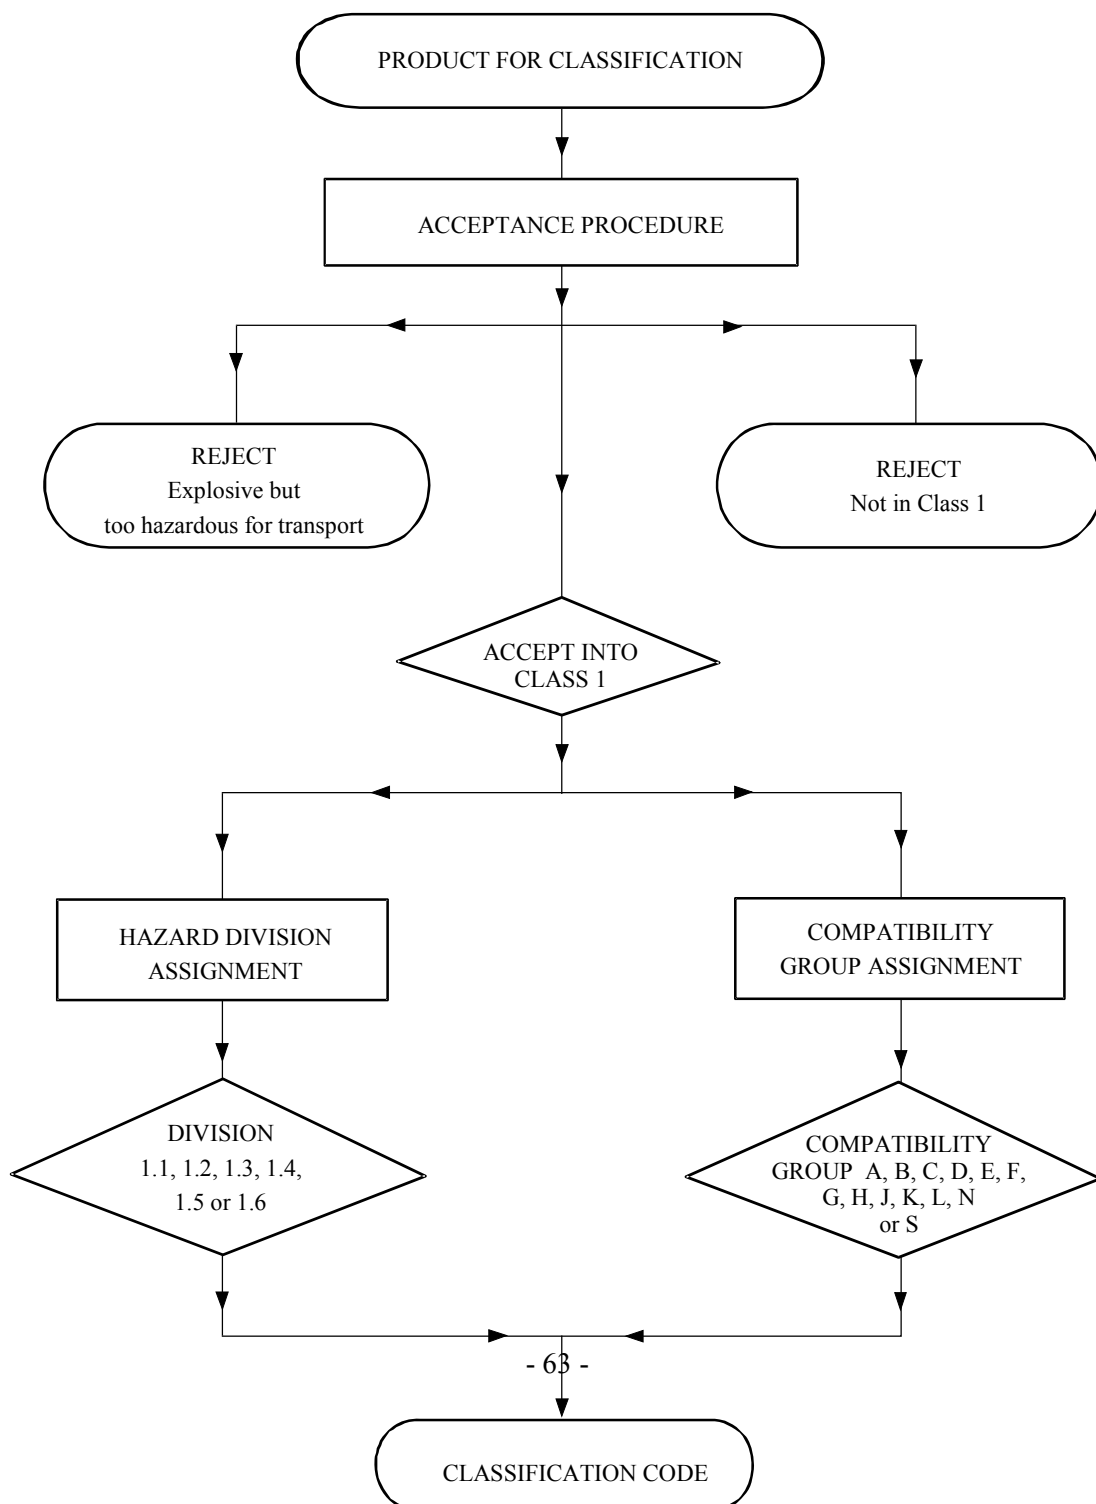 PRODUCT FOR CLASSIFICATION
ACCEPTANCE PROCEDURE
REJECT
Explosive but
too hazardous for transport
REJECT
Not in Class 1
ACCEPT INTO
CLASS 1
HAZARD DIVISION
ASSIGNMENT
COMPATIBILITY
GROUP ASSIGNMENT
DIVISION
1.1, 1.2, 1.3, 1.4,
1.5 or 1.6
COMPATIBILITY
GROUP A, B, C, D, E, F,
G, H, J, K, L, N
or S
- 63 -
CLASSIFICATION CODE